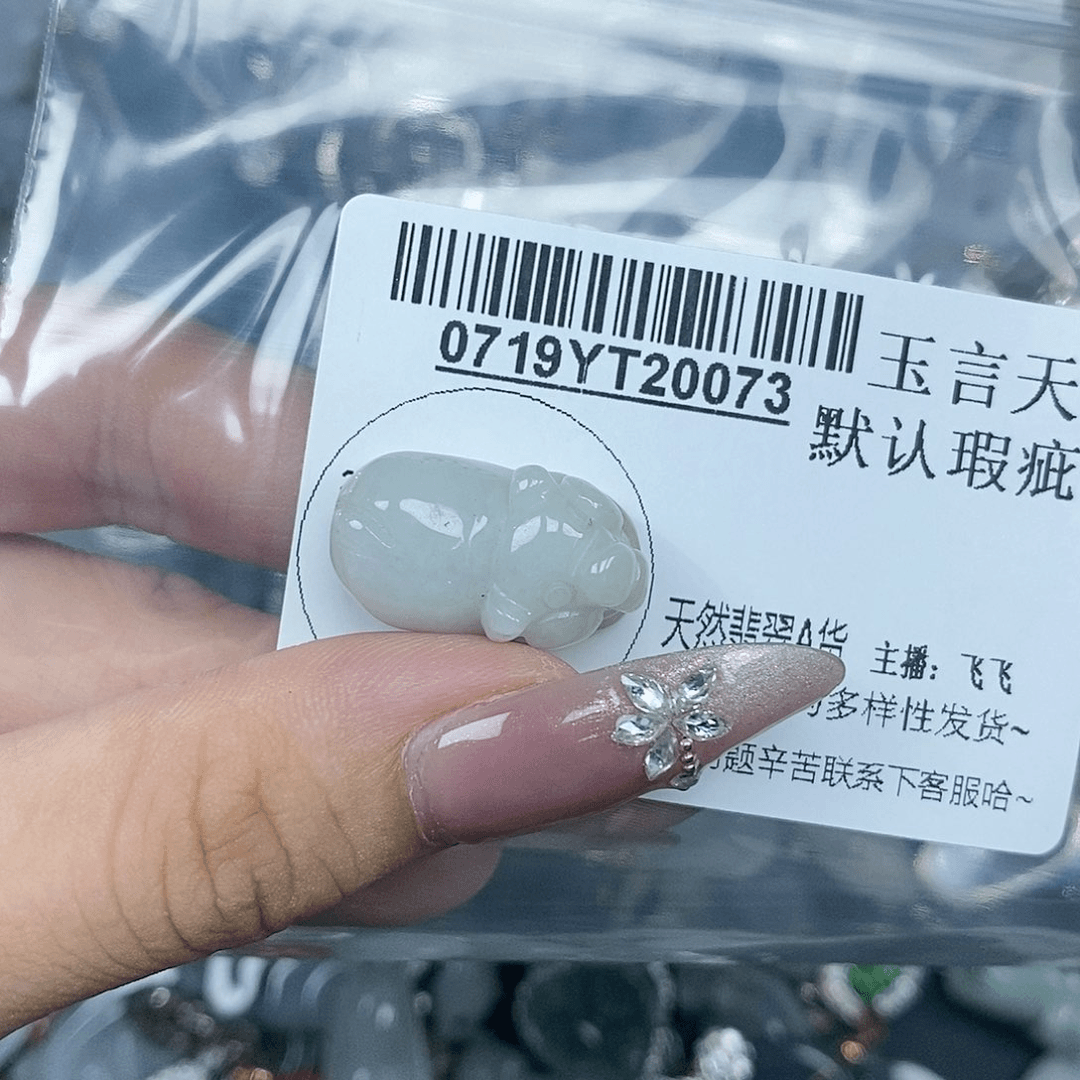 0719YT20073
玉言天
默认瑕疵
天然翡翠A货 主播：飞飞
多样性发货~
题辛苦联系下客服哈~